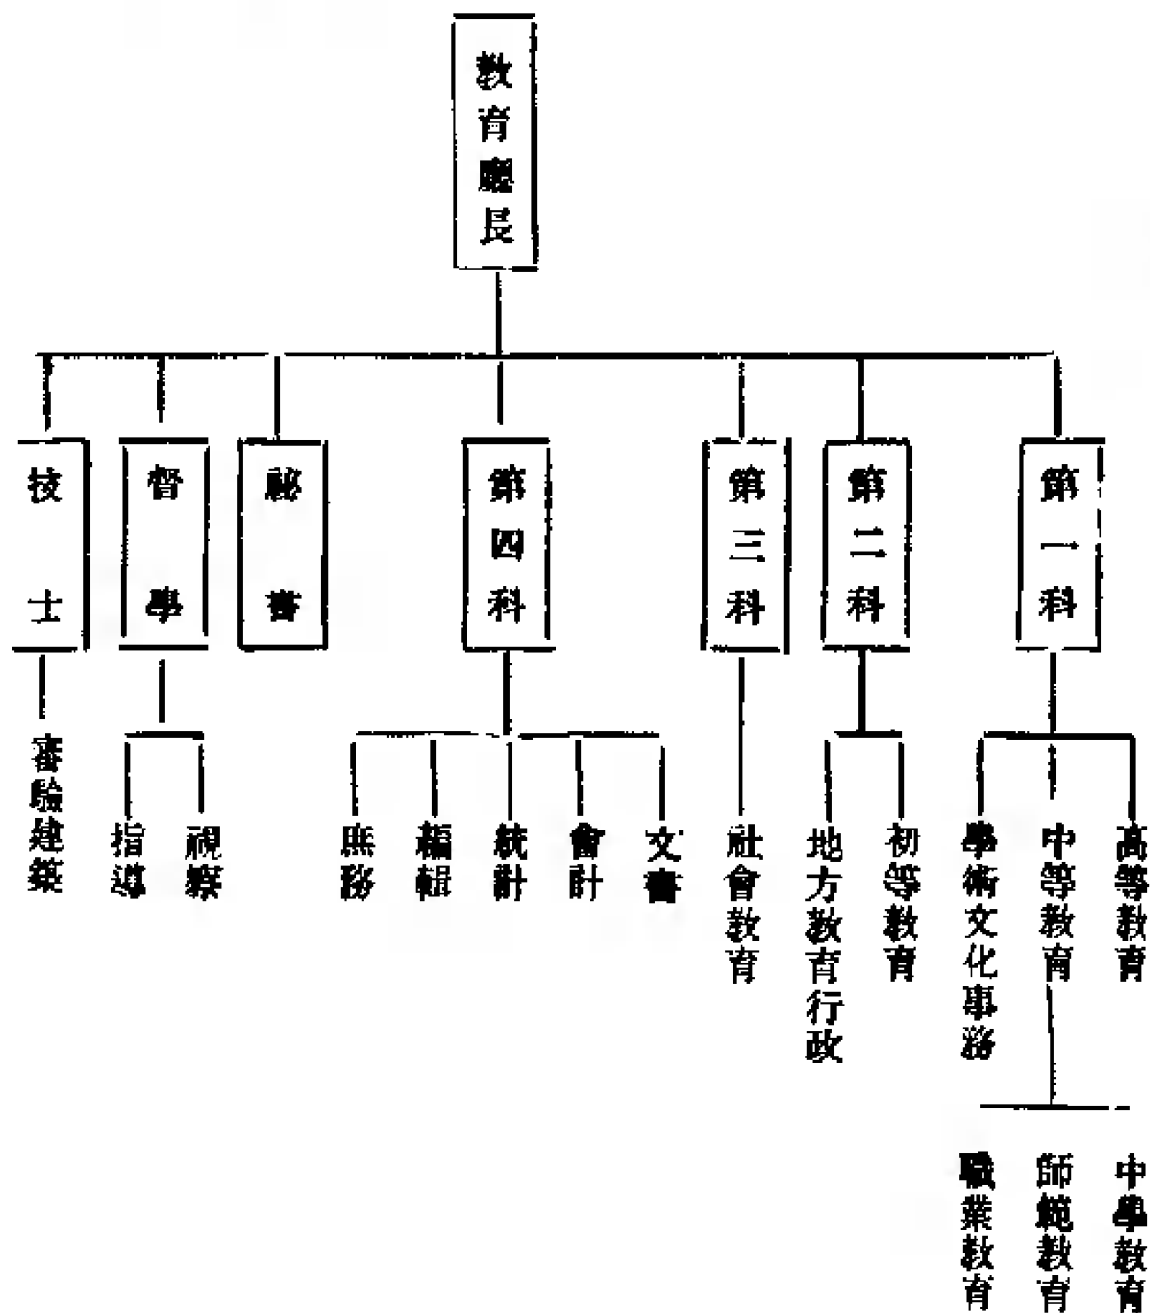 教育廳長
第一科
第二科
第三科
第四科
祕書
督學
技士
高等教育
中等教育
學術文化事務
初等教育
地方教育行政
社會教育
文書
會計
統計
編輯
庶務
視察
指導
審驗建築
中學教育
師範教育
職業教育